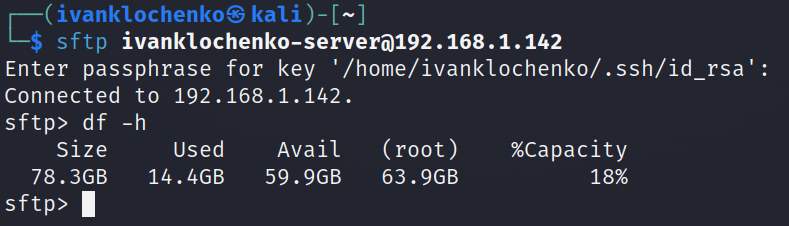 ┌──(ivanklochenko㉿kali)-[~]
└─$ sftp ivanklochenko-server@192.168.1.142
Enter passphrase for key '/home/ivanklochenko/.ssh/id_rsa':
Connected to 192.168.1.142.
sftp> df -h
    Size     Used    Avail   (root)    %Capacity
  78.3GB   14.4GB   59.9GB   63.9GB          18%
sftp>